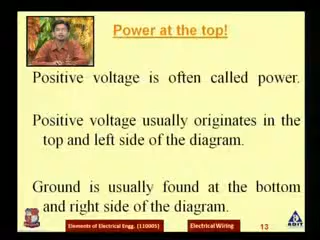 Power at the top!
Positive voltage is often called power.
Positive voltage usually originates in the
top and left side of the diagram.
Ground is usually found at the bottom
and right side of the diagram.
Elements of Electrical Engg. (110005)
Electrical Wiring
13
ADIT